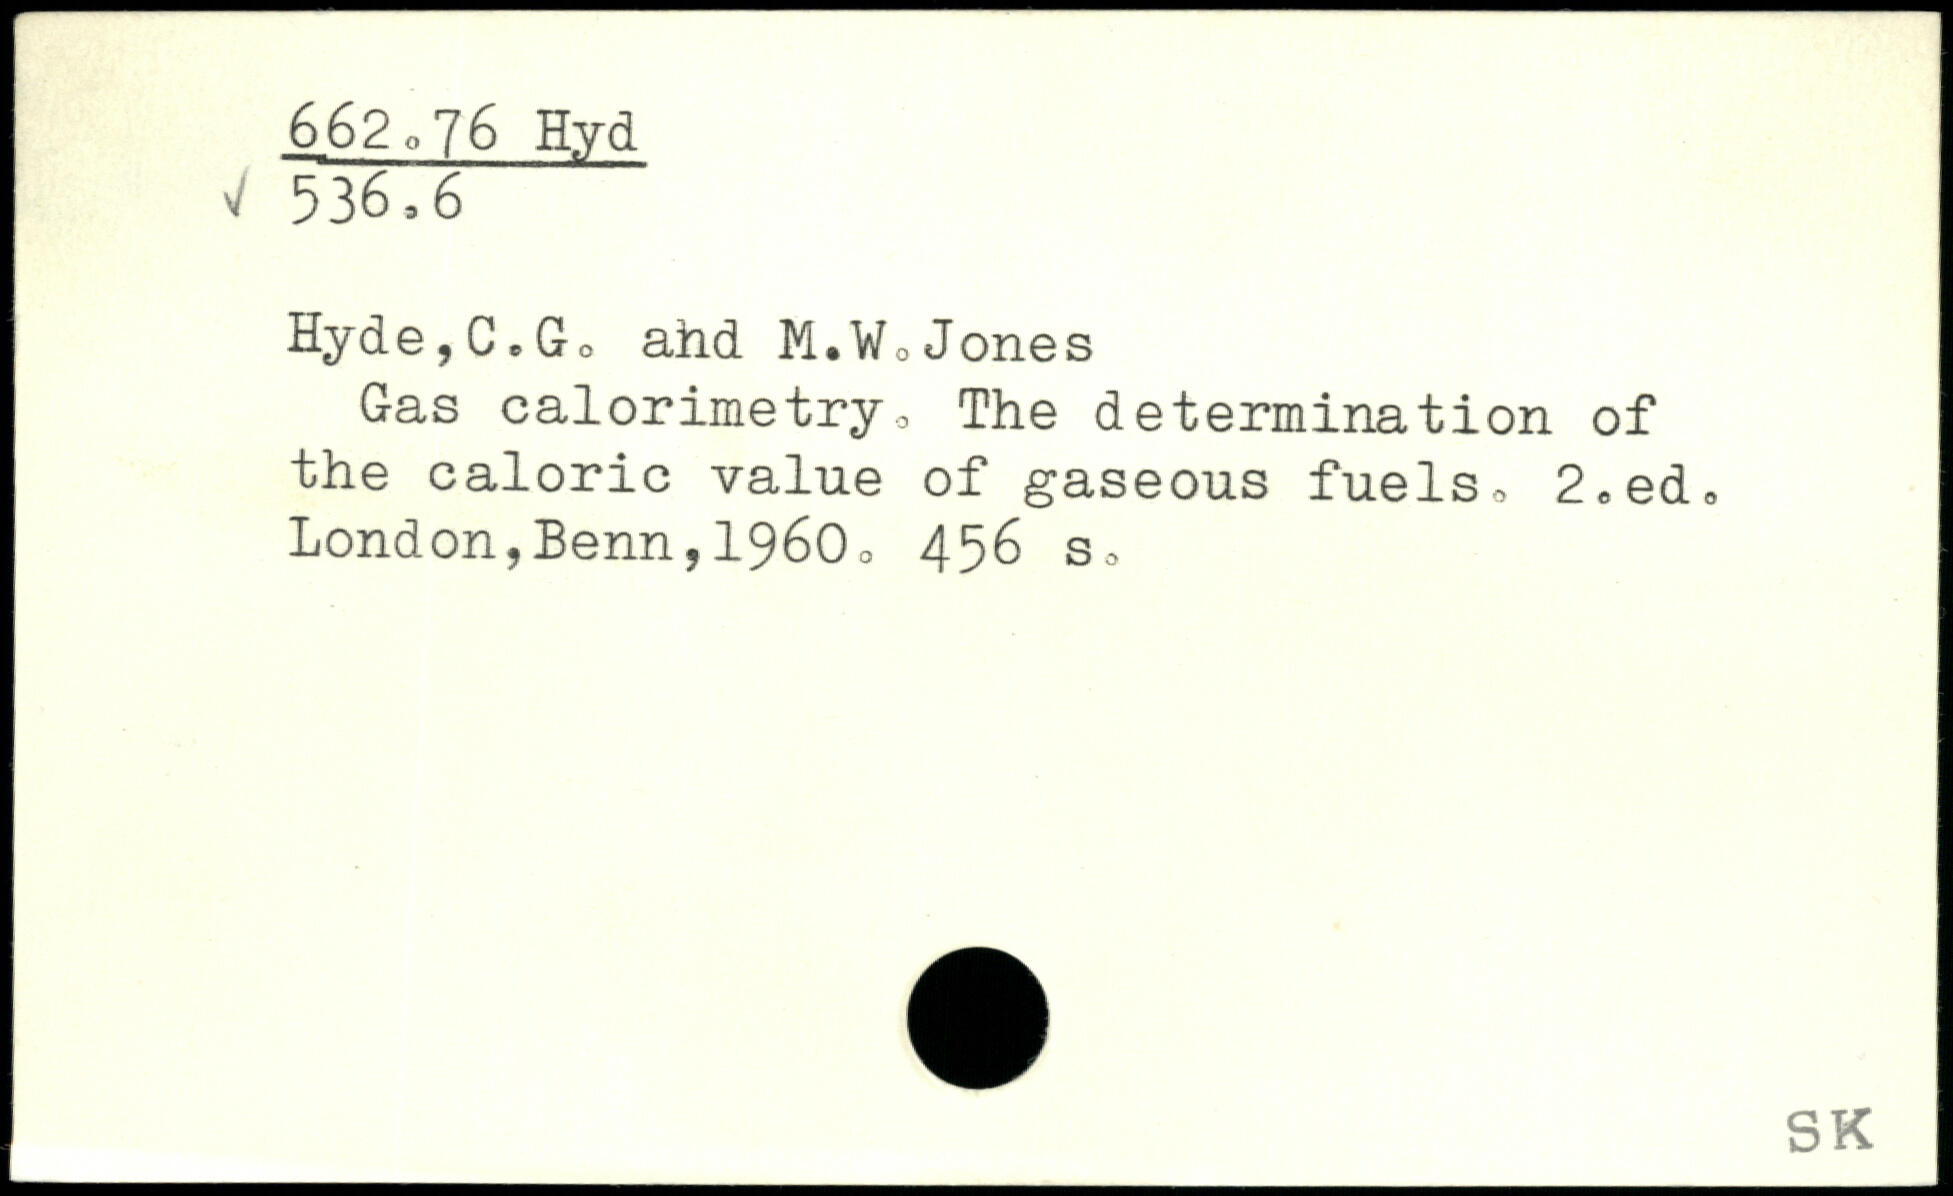 662.76 Hyd
✓ 536.6
Hyde,C.G. and M.W.Jones
Gas calorimetry. The determination of
the caloric value of gaseous fuels. 2.ed.
London,Benn,1960. 456 s.
SK